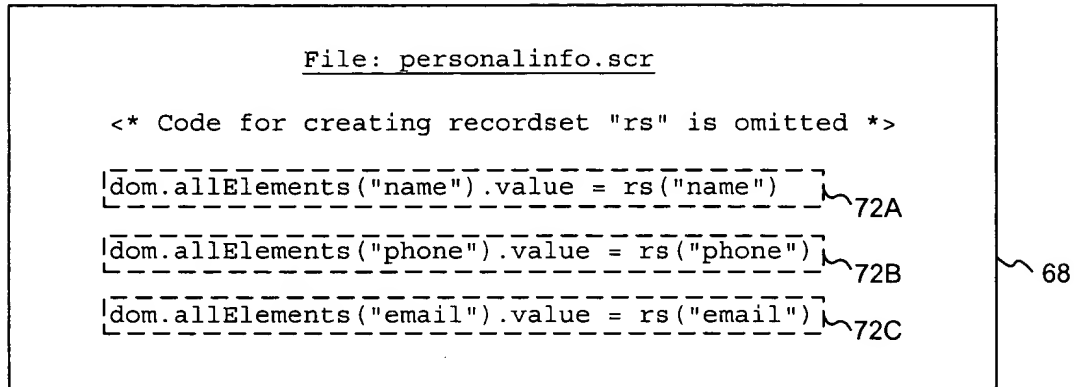 File: personalinfo.scr
<* Code for creating recordset "rs" is omitted *>
dom.allElements("name").value = rs("name")
72A
dom.allElements("phone").value = rs("phone")
72B
68
dom.allElements("email").value = rs("email")
72C